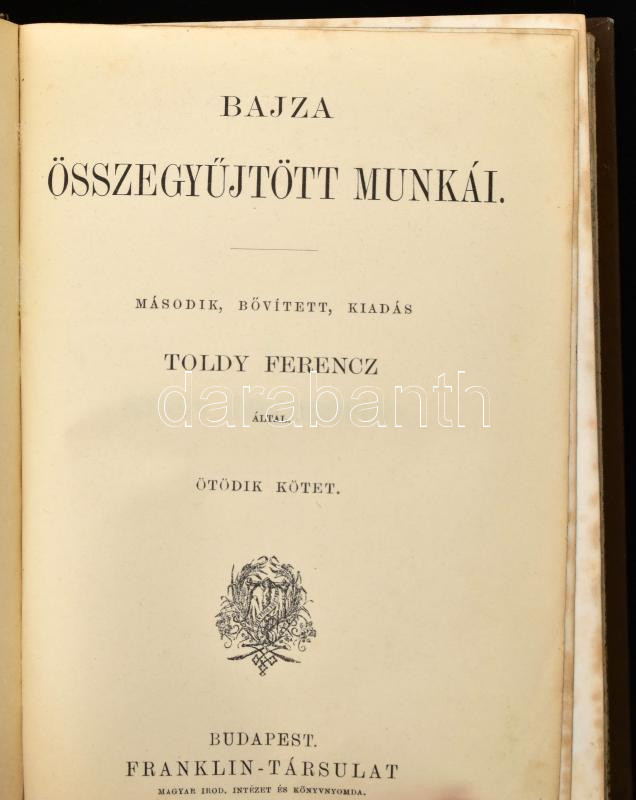 BAJZA
ÖSSZEGYŰJTÖTT MUNKÁI.
MÁSODIK, BŐVÍTETT, KIADÁS
TOLDY FERENCZ
darabanth
ÁLTAL.
ÖTÖDIK KÖTET.
BUDAPEST.
FRANKLIN-TÁRSULAT
MAGYAR IROD. INTÉZET ÉS KÖNYVNYOMDA.